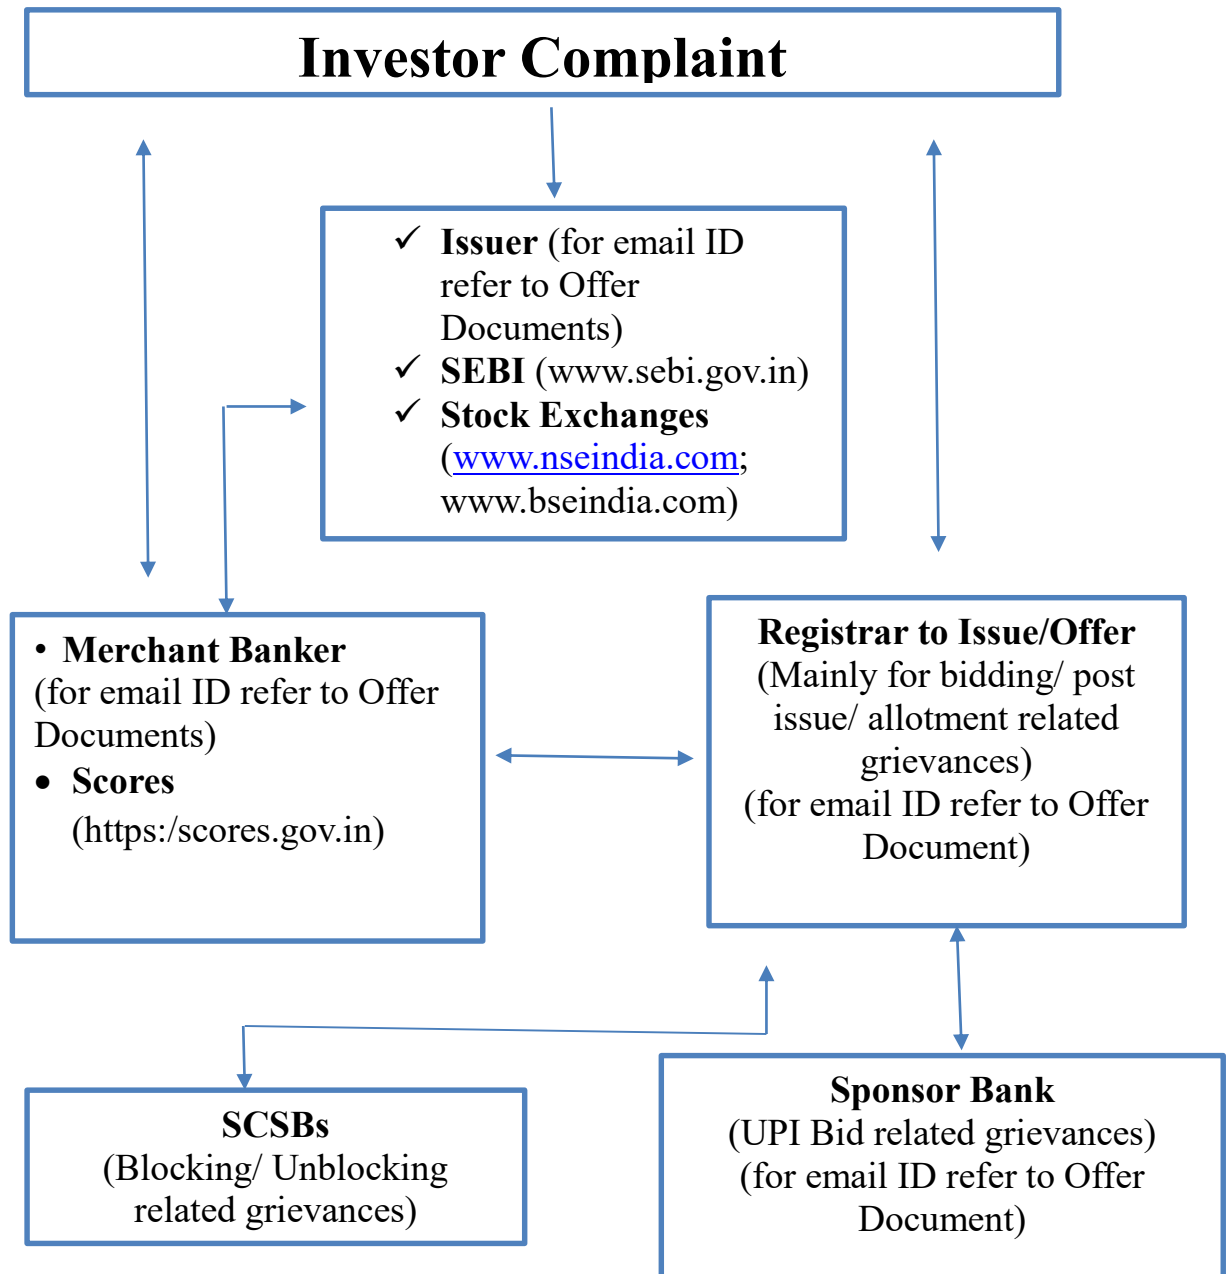 Investor Complaint
✓ Issuer (for email ID
refer to Offer
Documents)
✓ SEBI (www.sebi.gov.in)
✓ Stock Exchanges
(www.nseindia.com;
www.bseindia.com)
• Merchant Banker
(for email ID refer to Offer
Documents)
• Scores
(https:/scores.gov.in)
Registrar to Issue/Offer
(Mainly for bidding/ post
issue/ allotment related
grievances)
(for email ID refer to Offer
Document)
SCSBs
(Blocking/ Unblocking
related grievances)
Sponsor Bank
(UPI Bid related grievances)
(for email ID refer to Offer
Document)